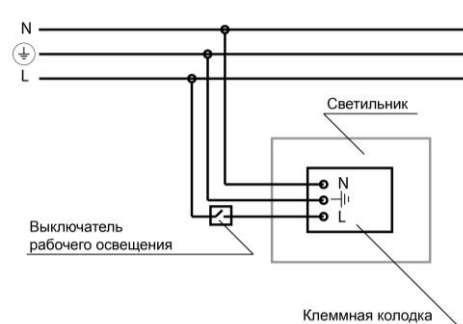 N
L
Светильник
N
L
Выключатель
рабочего освещения
Клеммная колодка